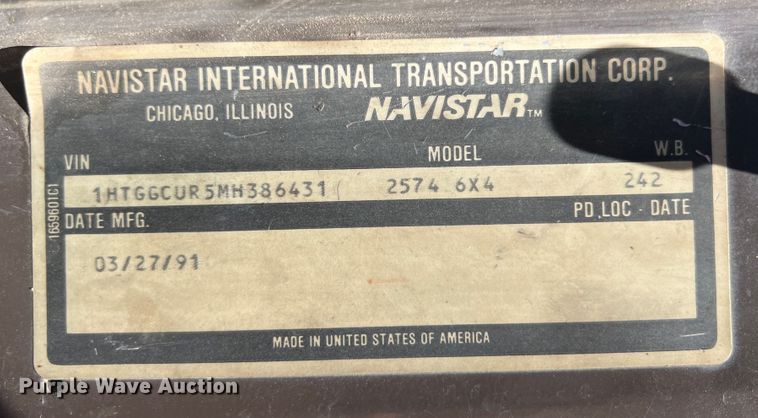 NAVISTAR INTERNATIONAL TRANSPORTATION CORP.
CHICAGO, ILLINOIS NAVISTAR™
VIN MODEL W.B.
1HTGGCUR5MH386431 2574 6X4 242
DATE MFG. PD.LOC - DATE
03/27/91
MADE IN UNITED STATES OF AMERICA
1659601C1
Purple Wave Auction